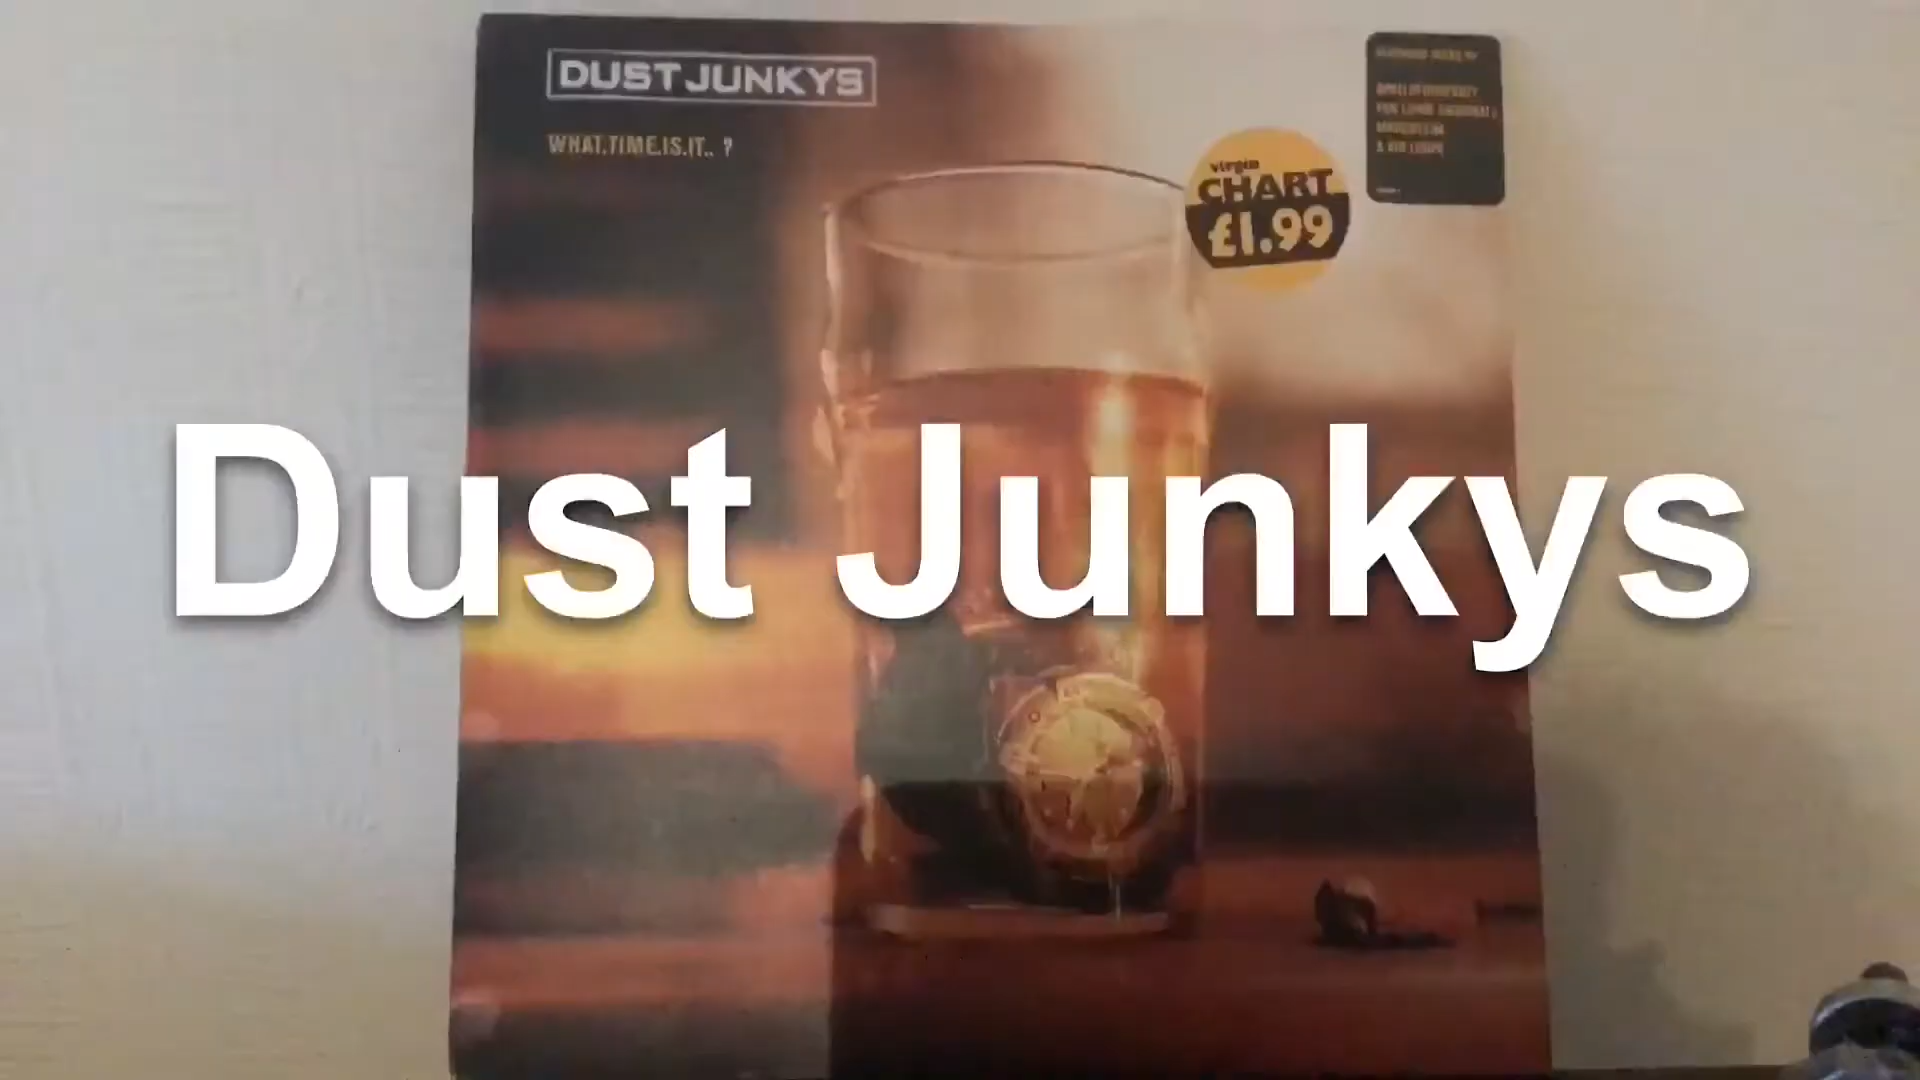 DUST JUNKYS
WHAT.TIME.IS.IT.. ?
virgin
CHART
£1.99
Dust Junkys